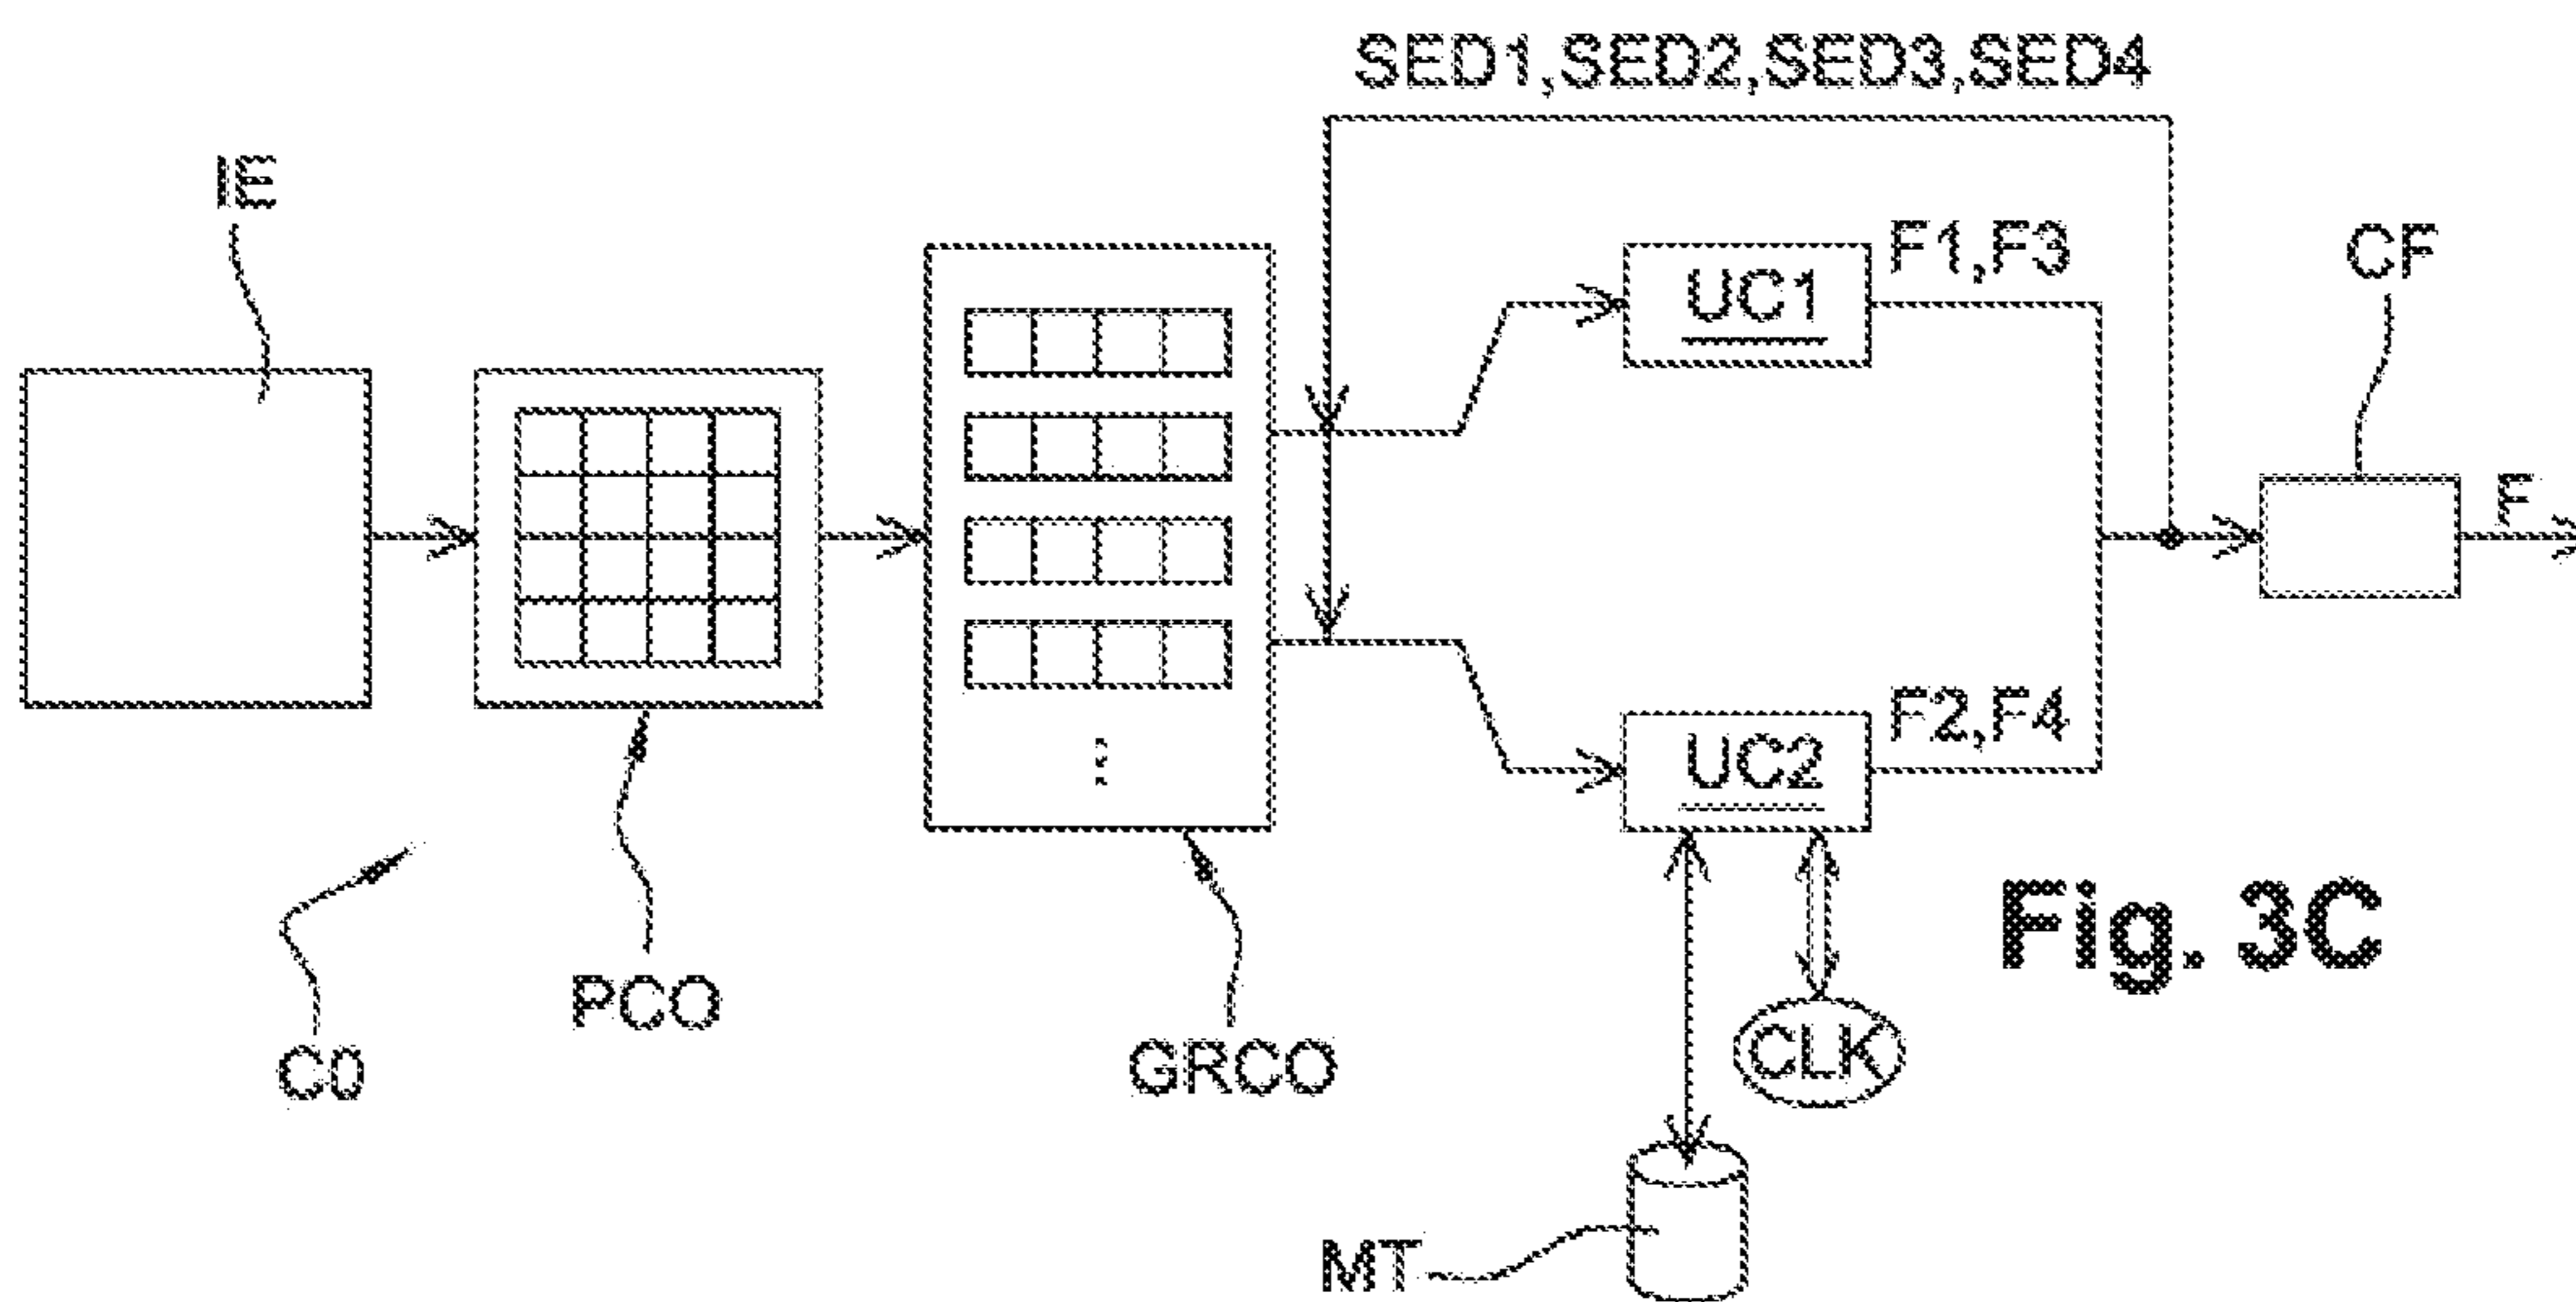 SED1,SED2,SED3,SED4
IE
UC1
F1,F3
CF
F
UC2
F2,F4
Fig. 3C
PCO
C0
GRCO
CLK
MT